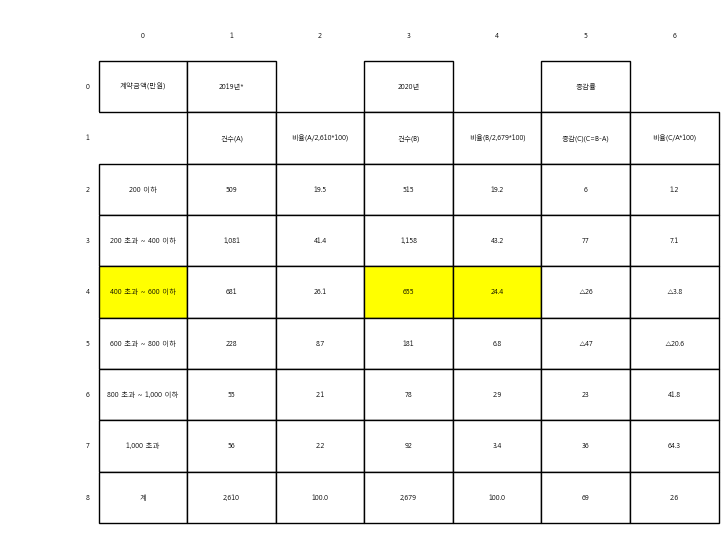 0 1 2 3 4 5 6
0 계약금액(만원) 2019년* 2020년 증감률
1 건수(A) 비율(A/2,610*100) 건수(B) 비율(B/2,679*100) 증감(C)(C=B-A) 비율(C/A*100)
2 200 이하 509 19.5 515 19.2 6 1.2
3 200 초과 ~ 400 이하 1,081 41.4 1,158 43.2 77 7.1
4 400 초과 ~ 600 이하 681 26.1 655 24.4 △26 △3.8
5 600 초과 ~ 800 이하 228 8.7 181 6.8 △47 △20.6
6 800 초과 ~ 1,000 이하 55 2.1 78 2.9 23 41.8
7 1,000 초과 56 2.2 92 3.4 36 64.3
8 계 2,610 100.0 2,679 100.0 69 2.6